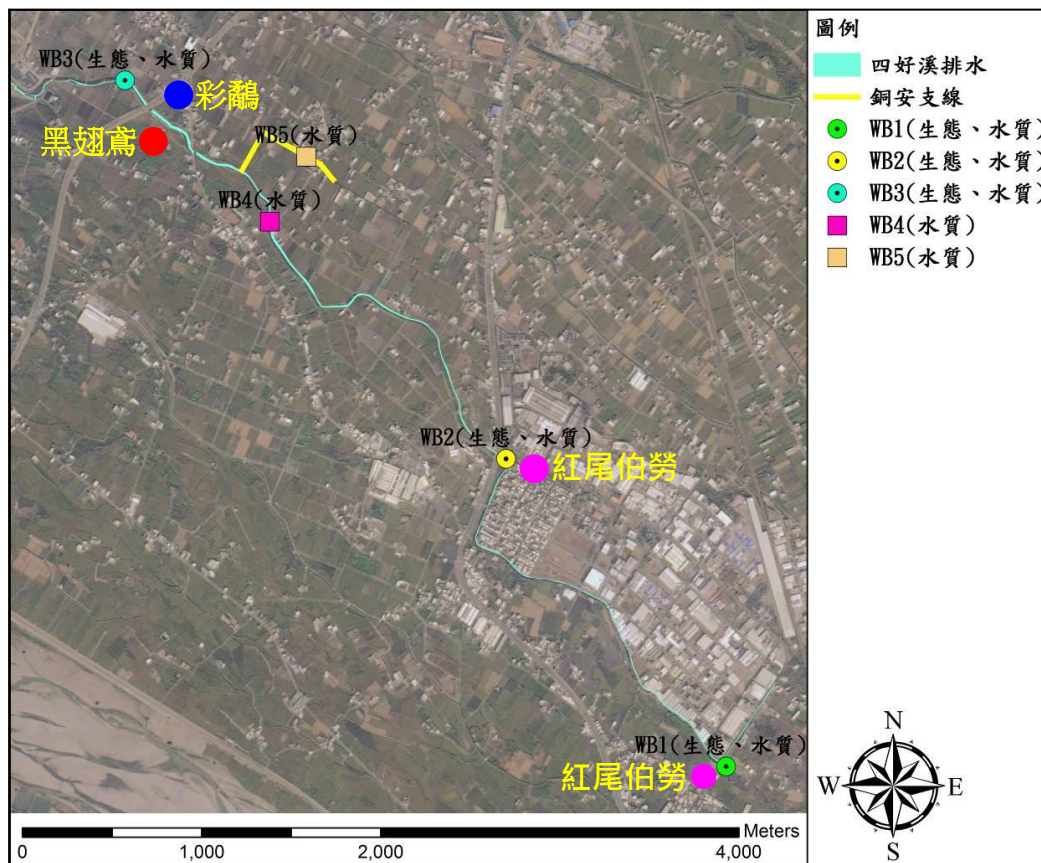 WB3(生態、水質)
彩鷸
黑翅鳶
WB5(水質)
WB4(水質)
WB2(生態、水質)
紅尾伯勞
WB1(生態、水質)
紅尾伯勞
0 1,000 2,000 4,000 Meters
圖例
四好溪排水
銅安支線
WB1(生態、水質)
WB2(生態、水質)
WB3(生態、水質)
WB4(水質)
WB5(水質)
N
W E
S